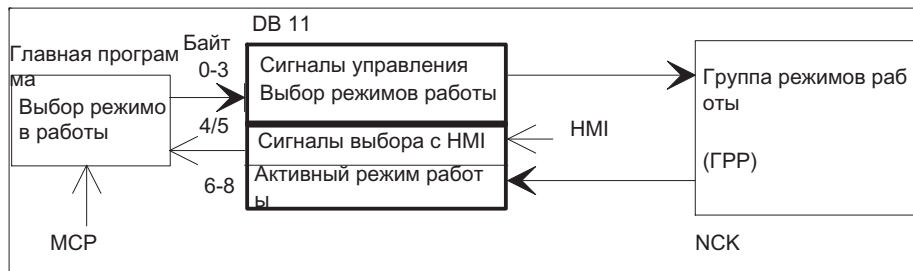 DB 11
Главная програм
ма
Байт
0-3
Выбор режимо
в работы
4/5
6-8
MCP
Сигналы управления
Выбор режимов работы
Сигналы выбора с HMI
Активный режим работ
ы
HMI
Группа режимов раб
оты
(ГРР)
NCK